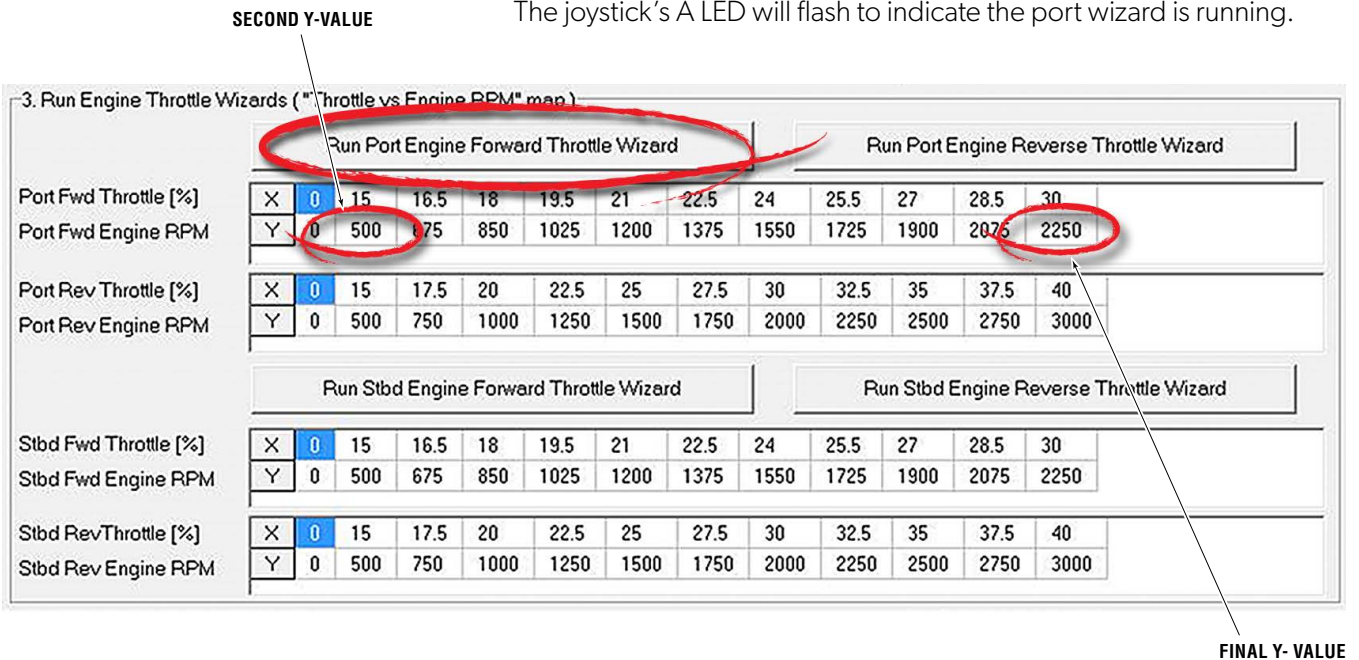 The joystick's A LED will flash to indicate the port wizard is running.
SECOND Y-VALUE
3. Run Engine Throttle Wizards ( "Throttle vs Engine RPM" map )
Run Port Engine Forward Throttle Wizard Run Port Engine Reverse Throttle Wizard
Port Fwd Throttle [%] X 0 15 16.5 18 19.5 21 22.5 24 25.5 27 28.5 30
Port Fwd Engine RPM Y 0 500 675 850 1025 1200 1375 1550 1725 1900 2075 2250
Port Rev Throttle [%] X 0 15 17.5 20 22.5 25 27.5 30 32.5 35 37.5 40
Port Rev Engine RPM Y 0 500 750 1000 1250 1500 1750 2000 2250 2500 2750 3000
Run Stbd Engine Forward Throttle Wizard Run Stbd Engine Reverse Throttle Wizard
Stbd Fwd Throttle [%] X 0 15 16.5 18 19.5 21 22.5 24 25.5 27 28.5 30
Stbd Fwd Engine RPM Y 0 500 675 850 1025 1200 1375 1550 1725 1900 2075 2250
Stbd RevThrottle [%] X 0 15 17.5 20 22.5 25 27.5 30 32.5 35 37.5 40
Stbd Rev Engine RPM Y 0 500 750 1000 1250 1500 1750 2000 2250 2500 2750 3000
FINAL Y- VALUE